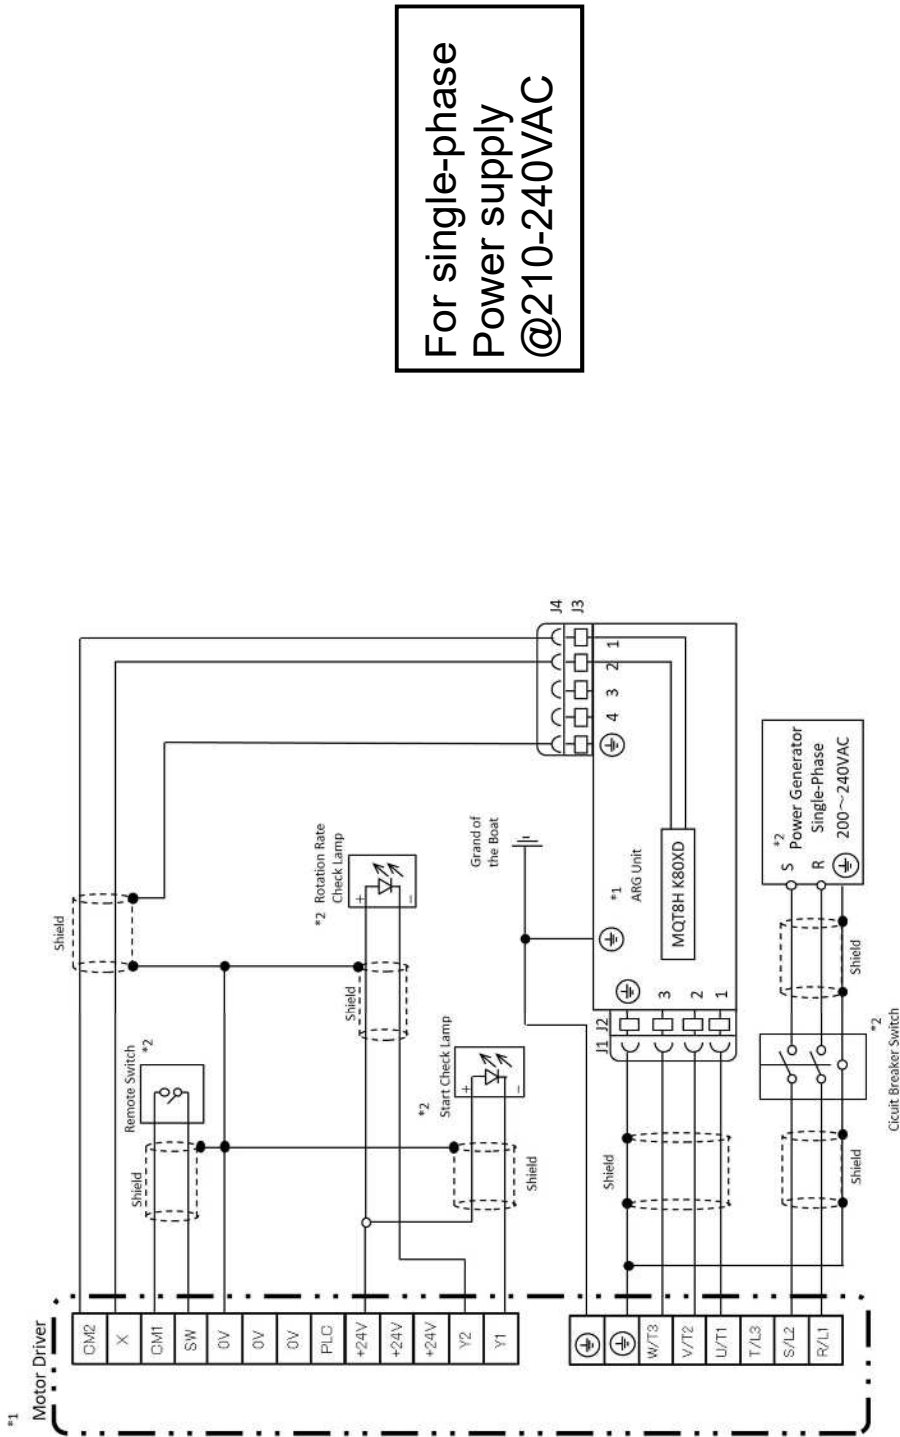 For single-phase
Power supply
@210-240VAC
*1
Motor Driver
CM2
X
CM1
SW
0V
0V
0V
PLC
+24V
+24V
+24V
Y2
Y1
W/T3
V/T2
U/T1
T/L3
S/L2
R/L1
Shield
Remote Switch
*2
Shield
*2 Rotation Rate
Check Lamp
+
−
Shield
*2
Start Check Lamp
+
−
Shield
Grand of
the Boat
J4
J3
1
2
3
4
*1
ARG Unit
MQT8H K80XD
J1
J2
3
2
1
Shield
*2
Power Generator
Single-Phase
200～240VAC
S
R
Shield
Shield
*2
Cicuit Breaker Switch